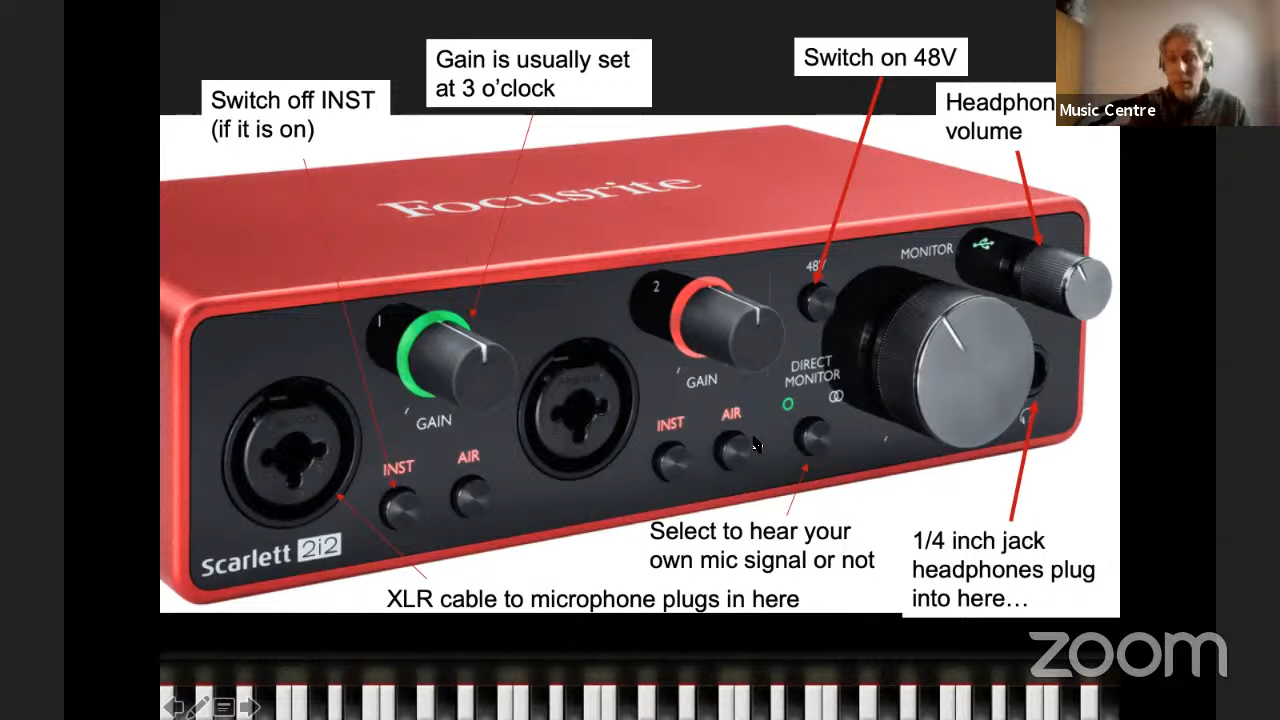 Gain is usually set
at 3 o'clock
Switch on 48V
Switch off INST
(if it is on)
Headphon
volume
Music Centre
Focusrite
MONITOR
48V
1
2
GAIN
GAIN
DIRECT
MONITOR
INST
AIR
INST
AIR
Scarlett 2i2
Select to hear your
own mic signal or not
1/4 inch jack
headphones plug
into here…
XLR cable to microphone plugs in here
zoom